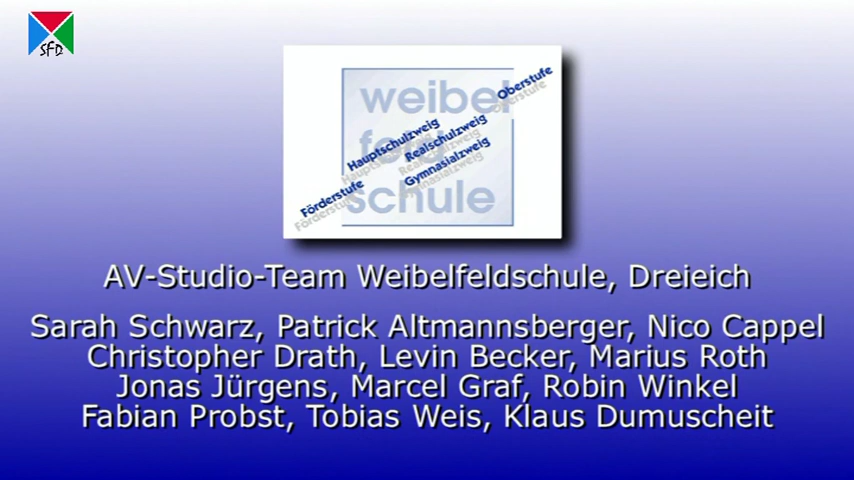 SFD
weibel
feld
schule
Oberstufe
Hauptschulzweig
Realschulzweig
Gymnasialzweig
Förderstufe
AV-Studio-Team Weibelfeldschule, Dreieich
Sarah Schwarz, Patrick Altmannsberger, Nico Cappel
Christopher Drath, Levin Becker, Marius Roth
Jonas Jürgens, Marcel Graf, Robin Winkel
Fabian Probst, Tobias Weis, Klaus Dumuscheit